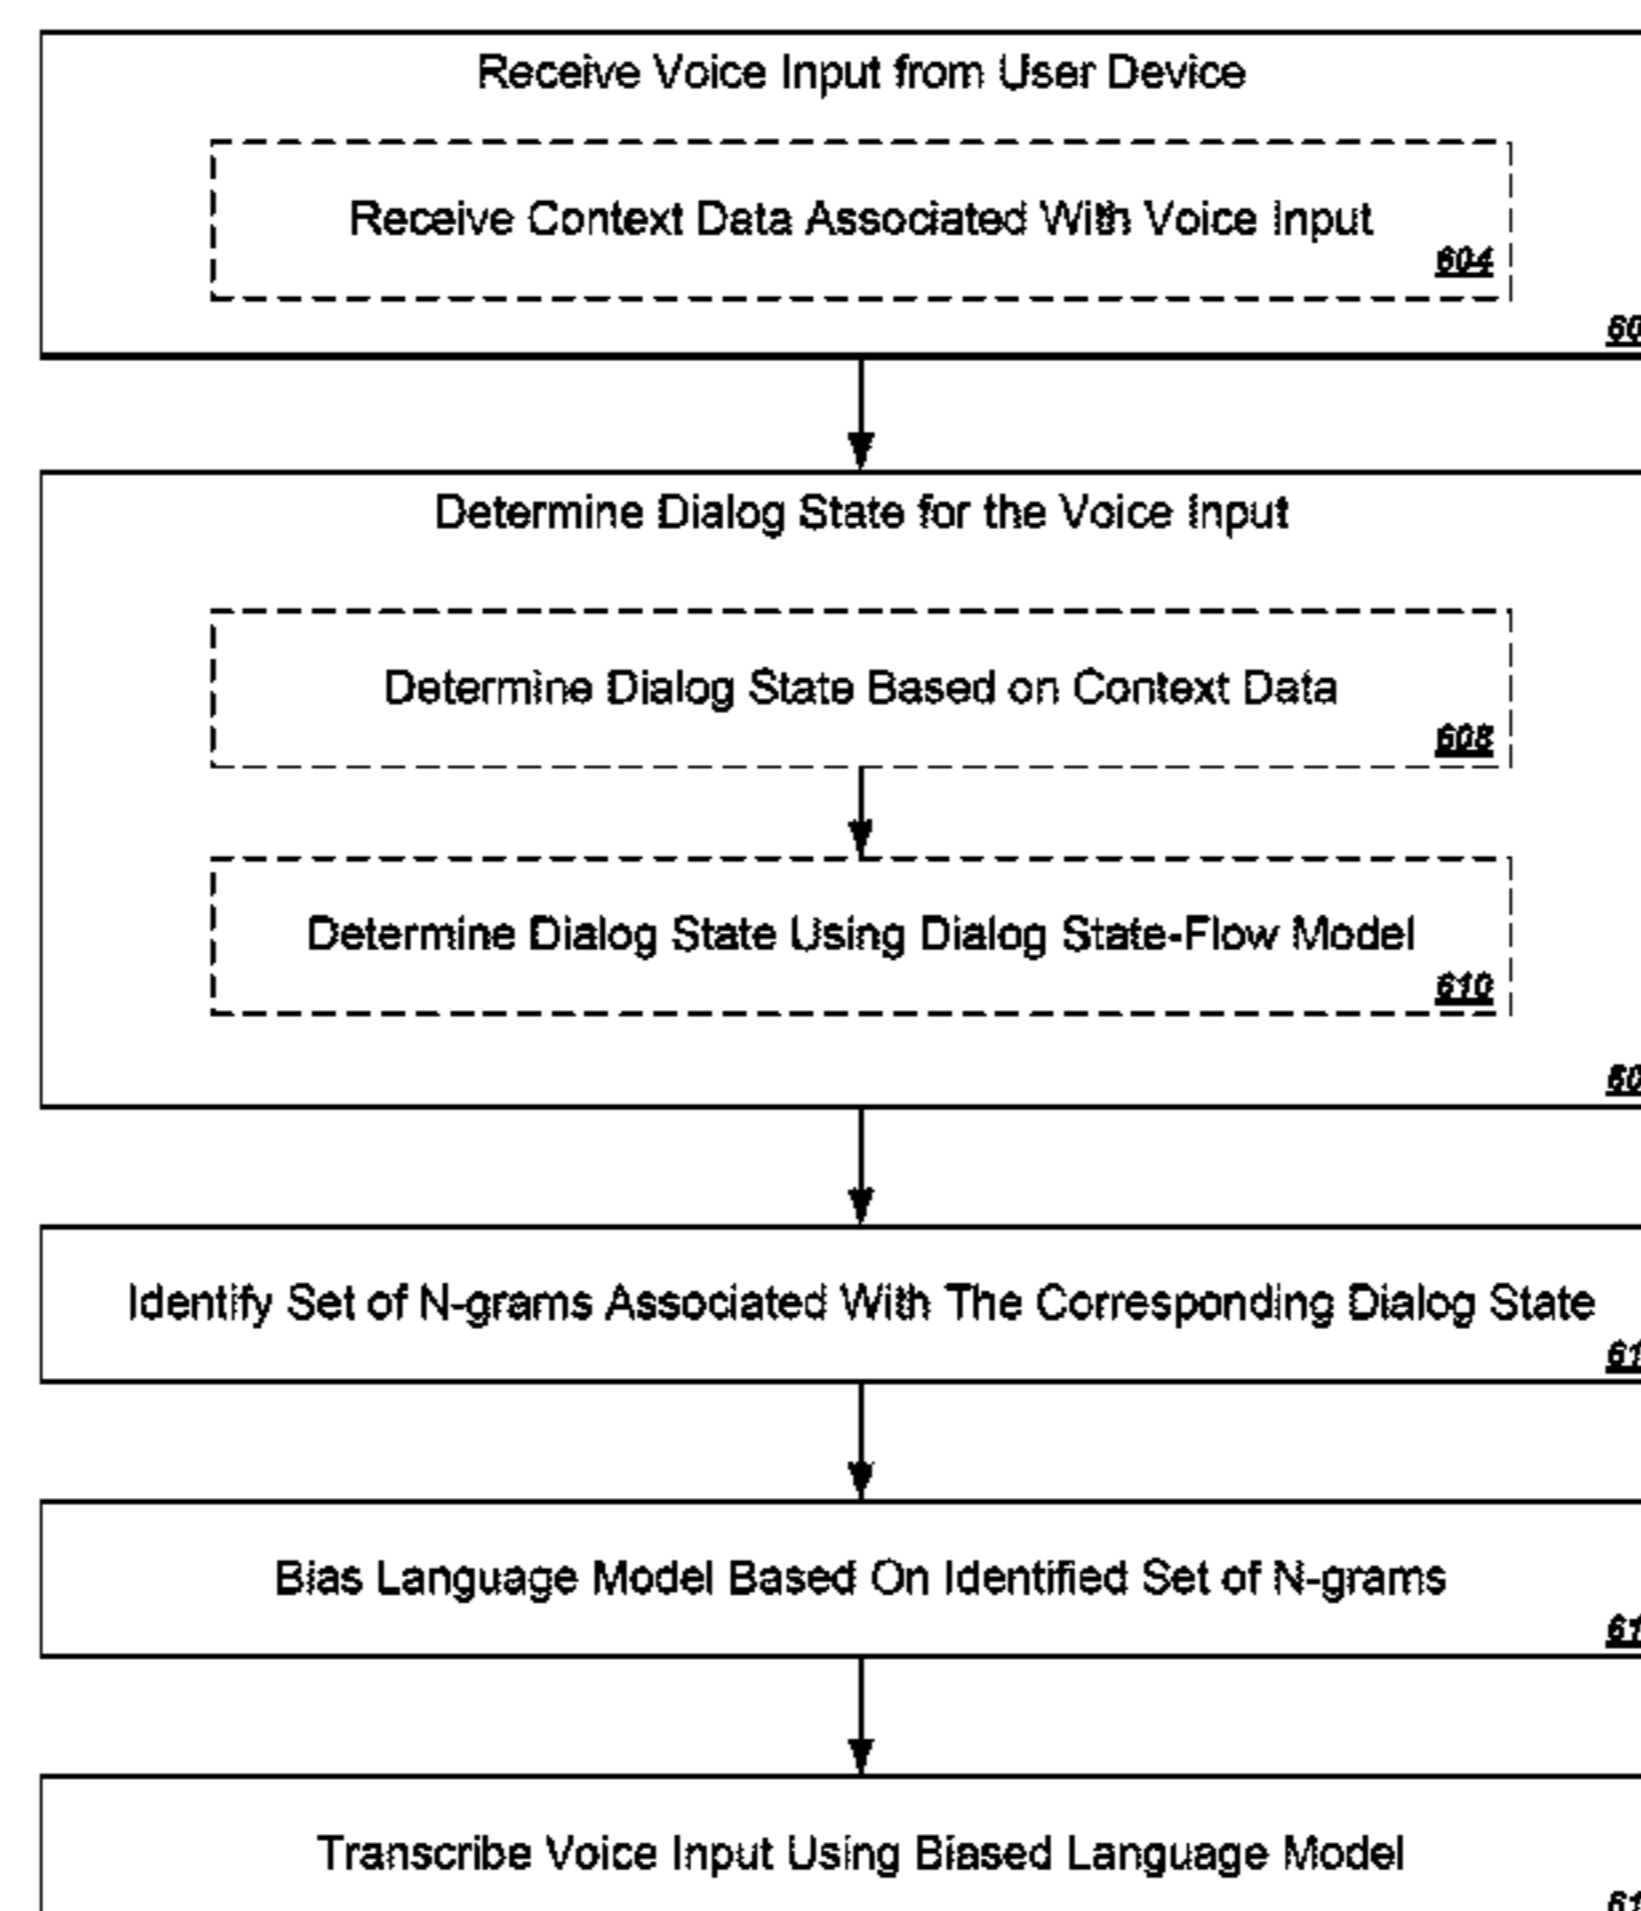 Receive Voice Input from User Device
Receive Context Data Associated With Voice Input
604
Determine Dialog State for the Voice Input
Determine Dialog State Based on Context Data
608
Determine Dialog State Using Dialog State-Flow Model
610
Identify Set of N-grams Associated With The Corresponding Dialog State
Bias Language Model Based On Identified Set of N-grams
Transcribe Voice Input Using Biased Language Model